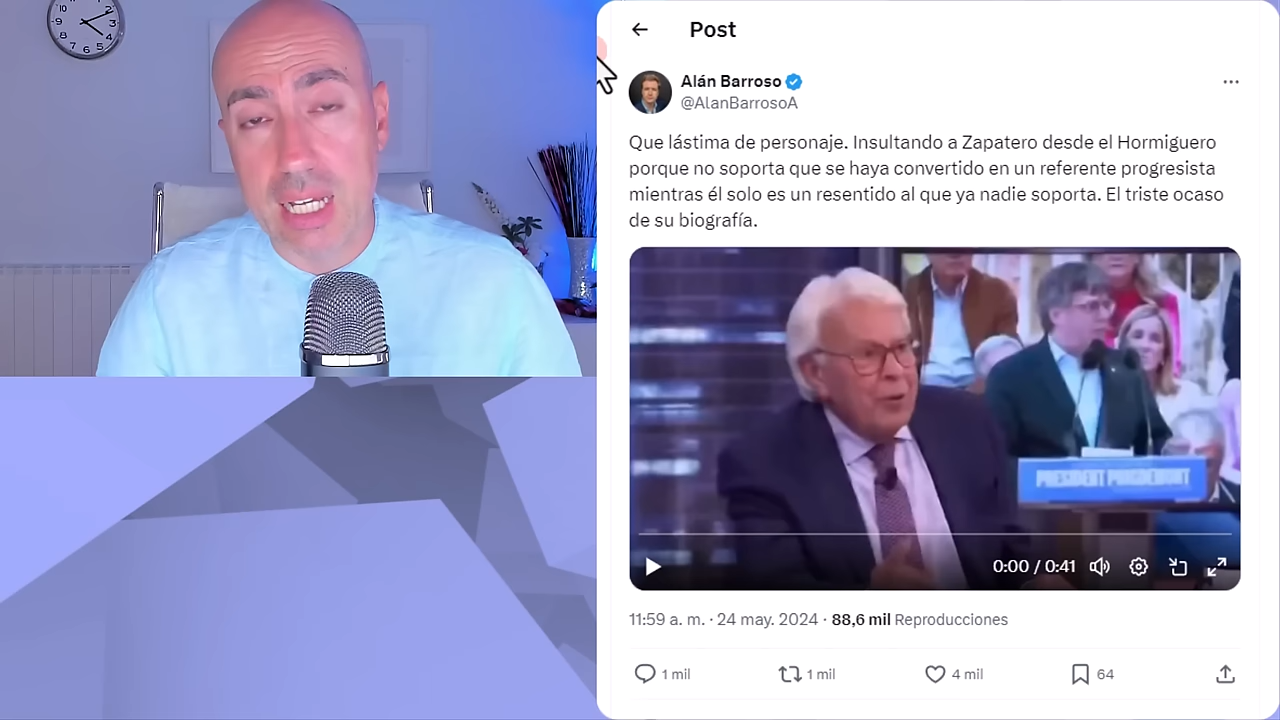 Post
Alán Barroso
@AlanBarrosoA
Que lástima de personaje. Insultando a Zapatero desde el Hormiguero
porque no soporta que se haya convertido en un referente progresista
mientras él solo es un resentido al que ya nadie soporta. El triste ocaso
de su biografía.
PRESIDENT PUIGDEMONT
0:00 / 0:41
11:59 a. m. · 24 may. 2024 · 88,6 mil Reproducciones
1 mil
1 mil
4 mil
64